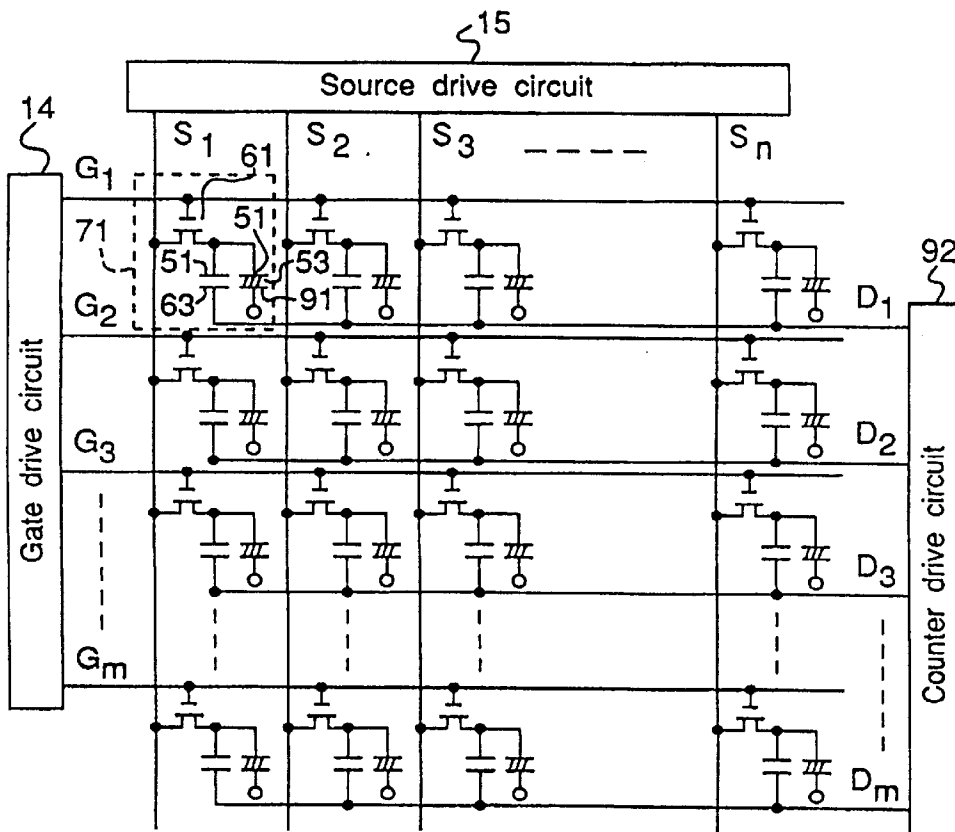 15
Source drive circuit
14
S1 S2 S3 Sn
G1
61
71
51
51
53
63
91
92
G2
D1
Gate drive circuit
G3
D2
Counter drive circuit
D3
Gm
Dm